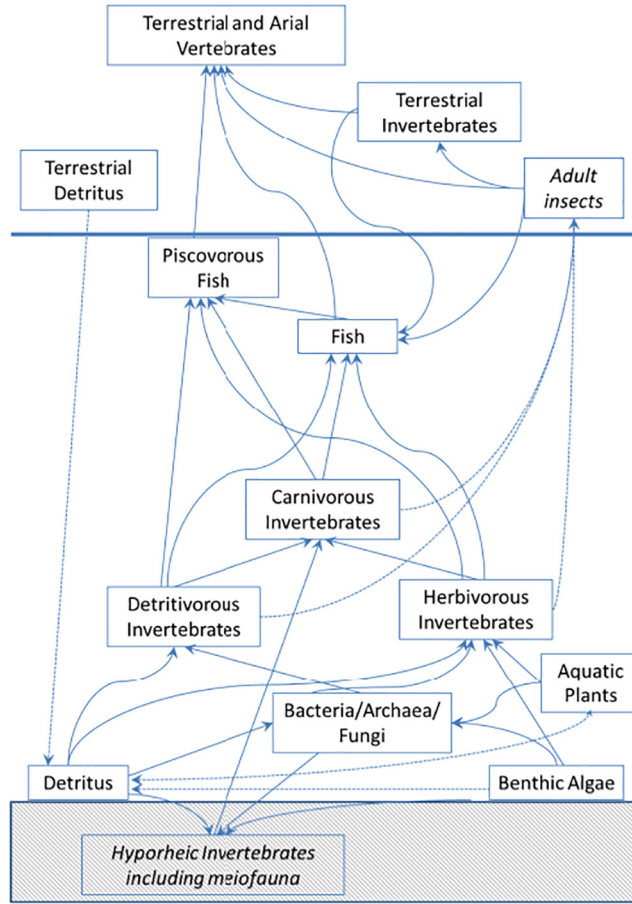 Terrestrial and Arial
Vertebrates
Terrestrial
Invertebrates
Terrestrial
Detritus
Adult
insects
Piscovorous
Fish
Fish
Carnivorous
Invertebrates
Detritivorous
Invertebrates
Herbivorous
Invertebrates
Aquatic
Plants
Bacteria/Archaea/
Fungi
Detritus
Benthic Algae
Hyporheic Invertebrates
including meiofauna